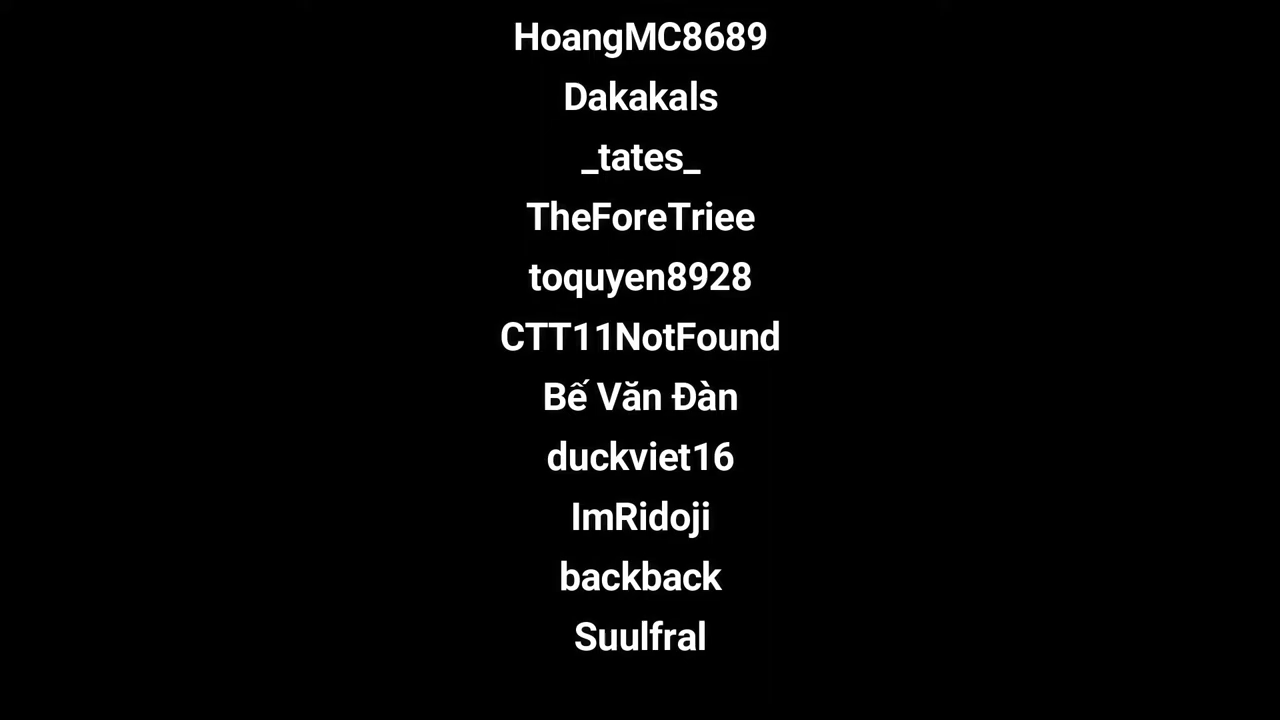 HoangMC8689
Dakakals
_tates_
TheForeTriee
toquyen8928
CTT11NotFound
Bế Văn Đàn
duckviet16
ImRidoji
backback
Suulfral